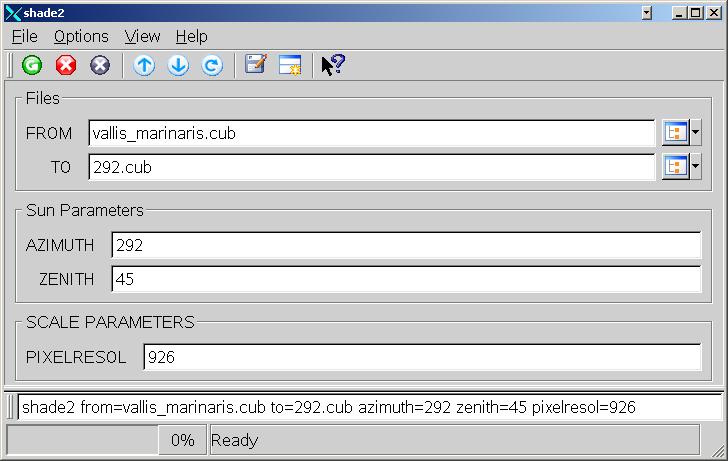 shade2
File Options View Help
G
Files
FROM vallis_marinaris.cub
TO 292.cub
Sun Parameters
AZIMUTH 292
ZENITH 45
SCALE PARAMETERS
PIXELRESOL 926
shade2 from=vallis_marinaris.cub to=292.cub azimuth=292 zenith=45 pixelresol=926
0% Ready